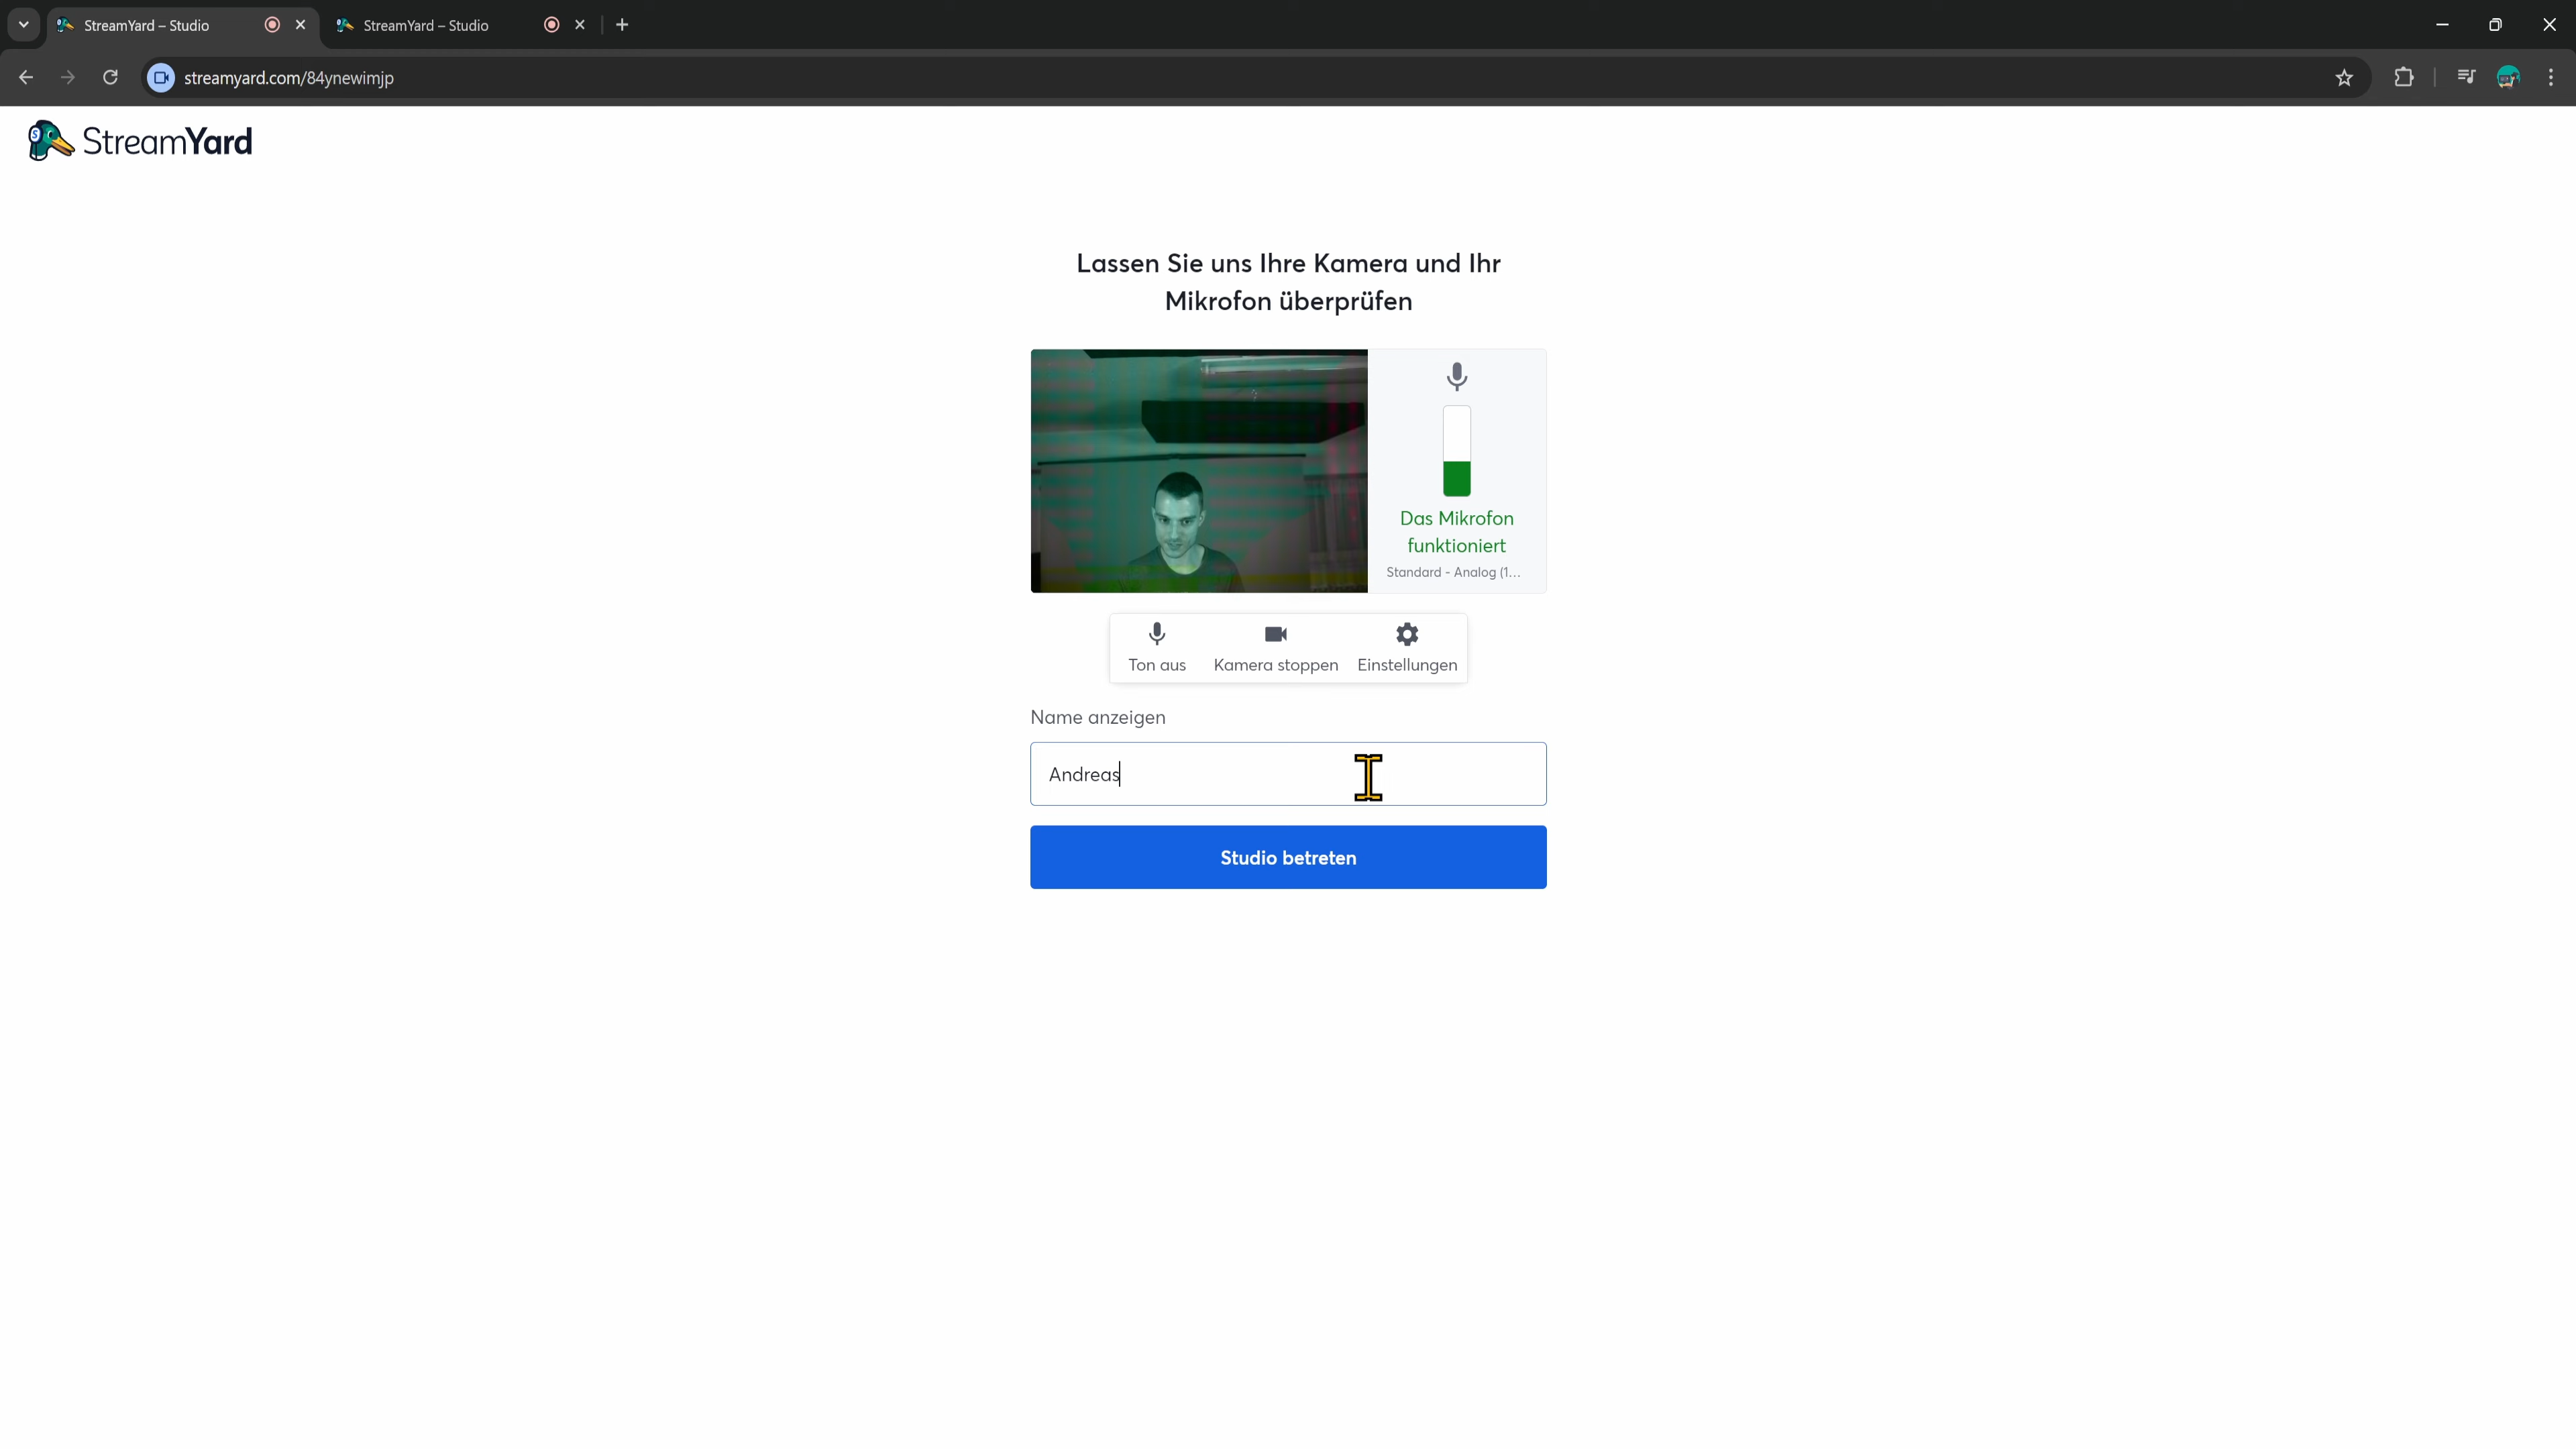 StreamYard – Studio
StreamYard – Studio
streamyard.com/84ynewimjp
StreamYard
Lassen Sie uns Ihre Kamera und Ihr
Mikrofon überprüfen
Das Mikrofon
funktioniert
Standard - Analog (1...
Ton aus
Kamera stoppen
Einstellungen
Name anzeigen
Andreas
Studio betreten